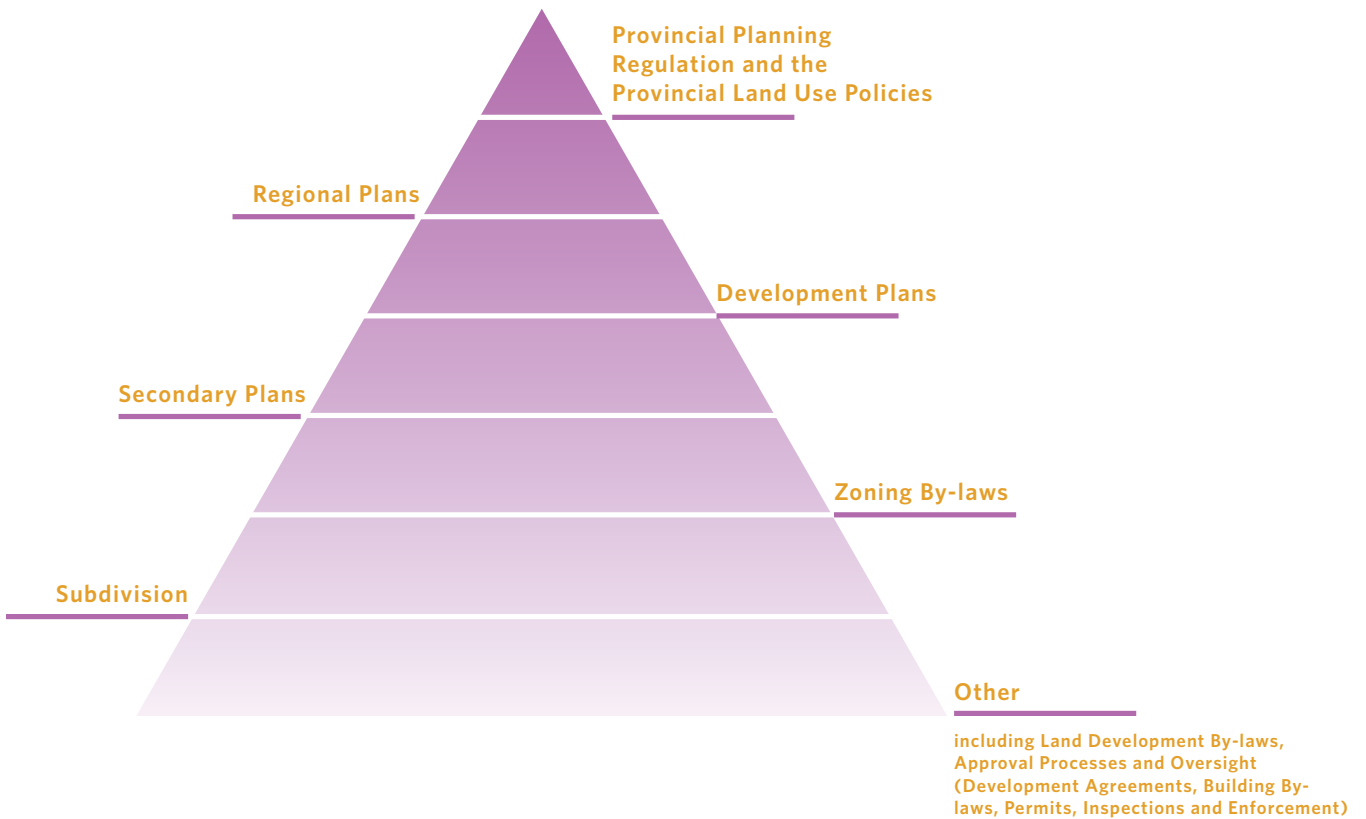 Provincial Planning
Regulation and the
Provincial Land Use Policies
Regional Plans
Development Plans
Secondary Plans
Zoning By-laws
Subdivision
Other
including Land Development By-laws,
Approval Processes and Oversight
(Development Agreements, Building By-
laws, Permits, Inspections and Enforcement)